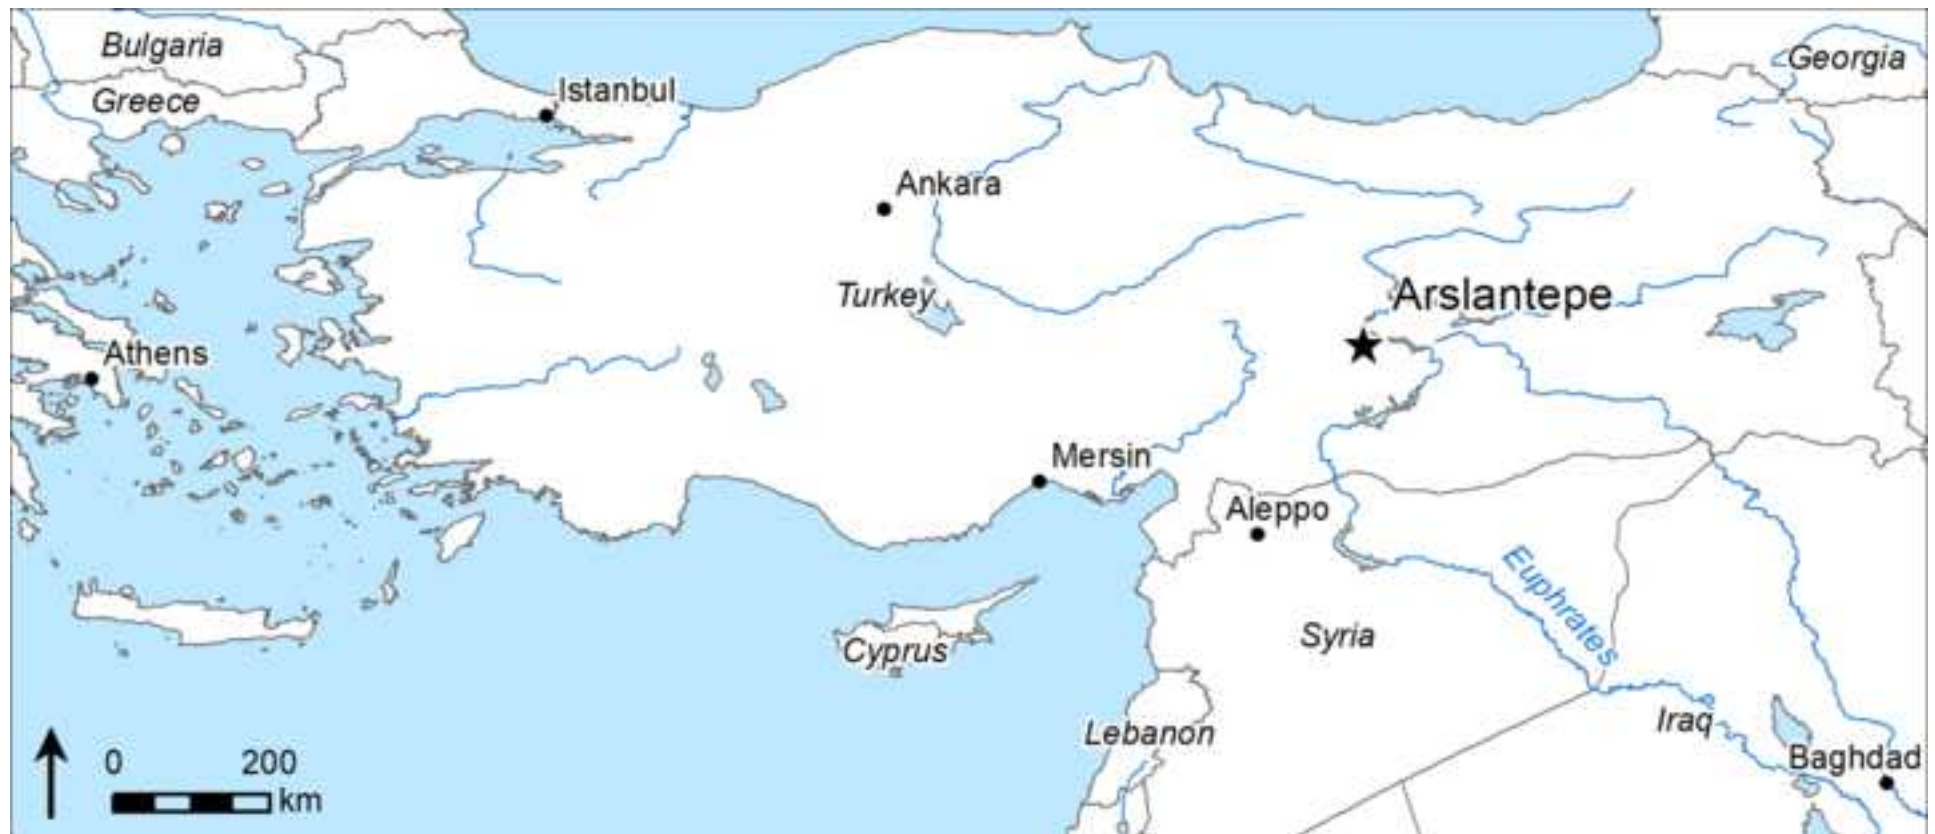 Bulgaria
Georgia
Greece
Istanbul
Ankara
Turkey
Arslantepe
Athens
Mersin
Aleppo
Euphrates
Syria
Cyprus
Lebanon
Iraq
Baghdad
0 200
km